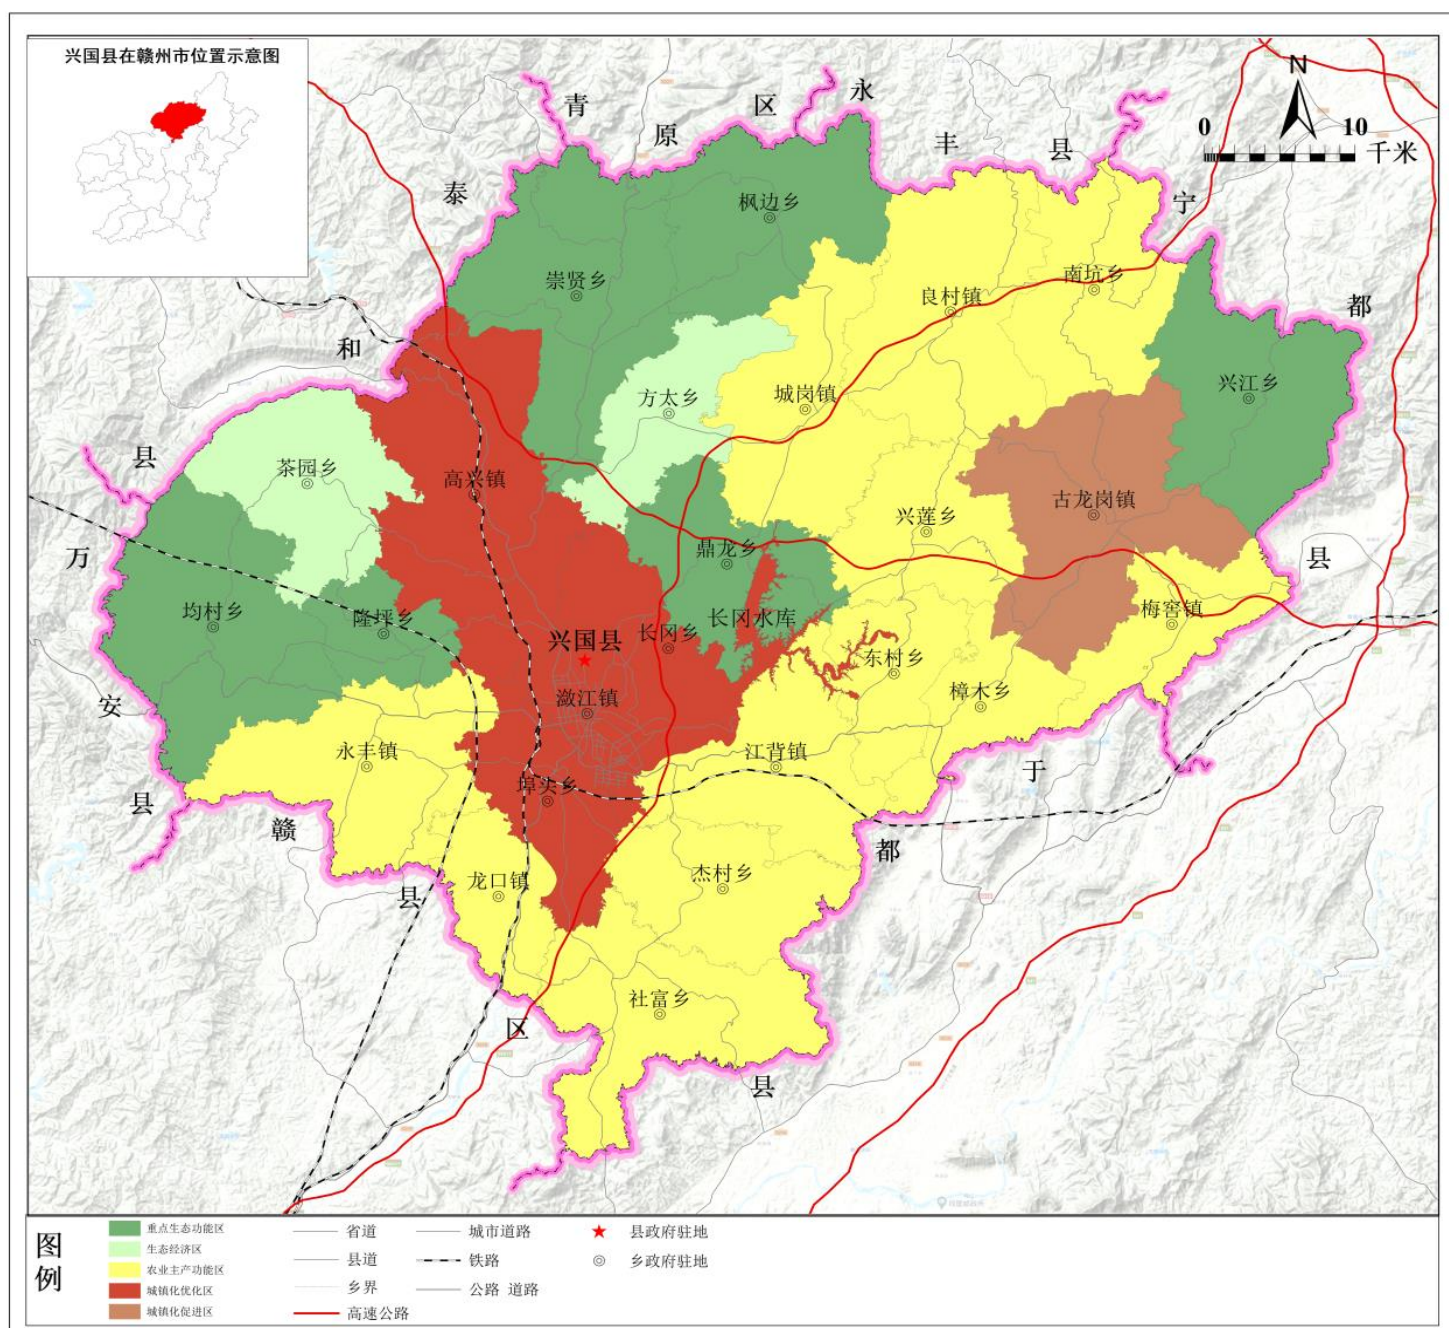 兴国县在赣州市位置示意图
N
0 10
千米
青
原
区
永
丰
县
泰
宁
枫边乡
崇贤乡
南坑乡
良村镇
都
和
方太乡
城岗镇
兴江乡
县
茶园乡
高兴镇
古龙岗镇
兴莲乡
万
鼎龙乡
县
均村乡
隆坪乡
长冈水库
梅窖镇
兴国县
长冈乡
东村乡
安
潋江镇
樟木乡
永丰镇
江背镇
于
县
埠头乡
赣
都
杰村乡
龙口镇
县
社富乡
区
县
图例
重点生态功能区
生态经济区
农业主产功能区
城镇化优化区
城镇化促进区
省道
县道
乡界
高速公路
城市道路
铁路
公路 道路
县政府驻地
乡政府驻地